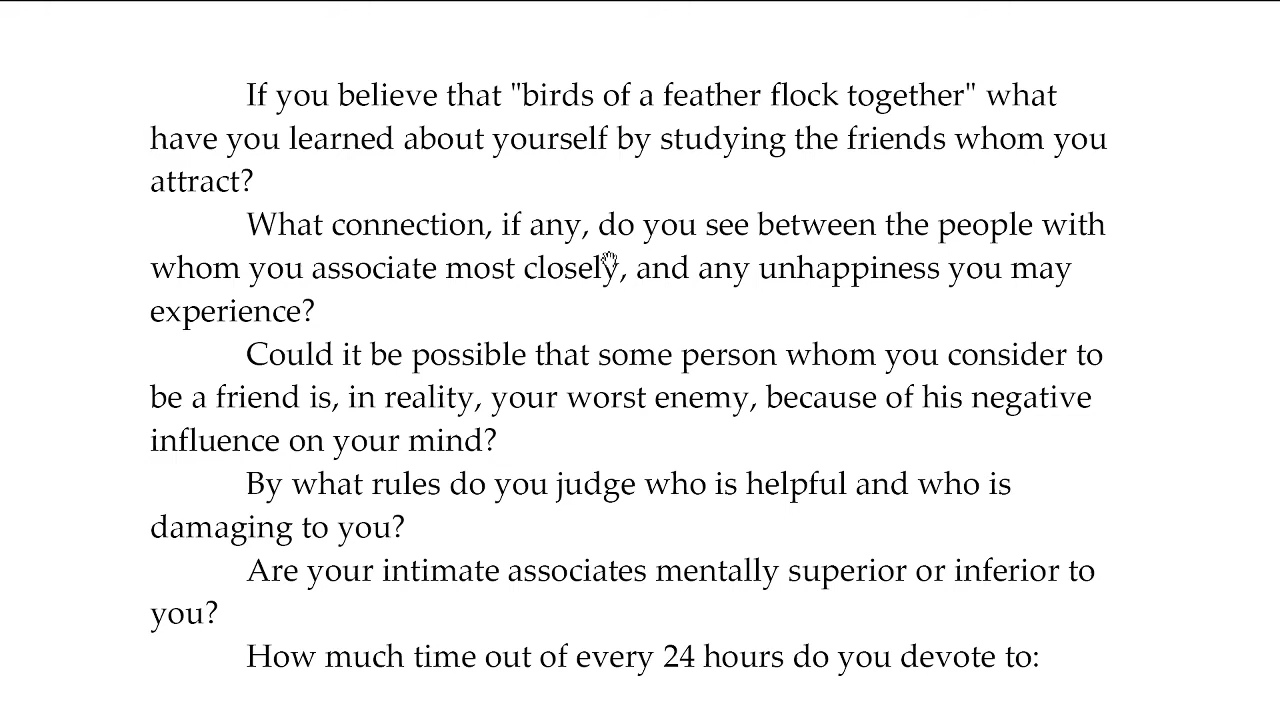 If you believe that "birds of a feather flock together" what
have you learned about yourself by studying the friends whom you
attract?
What connection, if any, do you see between the people with
whom you associate most closely, and any unhappiness you may
experience?
Could it be possible that some person whom you consider to
be a friend is, in reality, your worst enemy, because of his negative
influence on your mind?
By what rules do you judge who is helpful and who is
damaging to you?
Are your intimate associates mentally superior or inferior to
you?
How much time out of every 24 hours do you devote to: